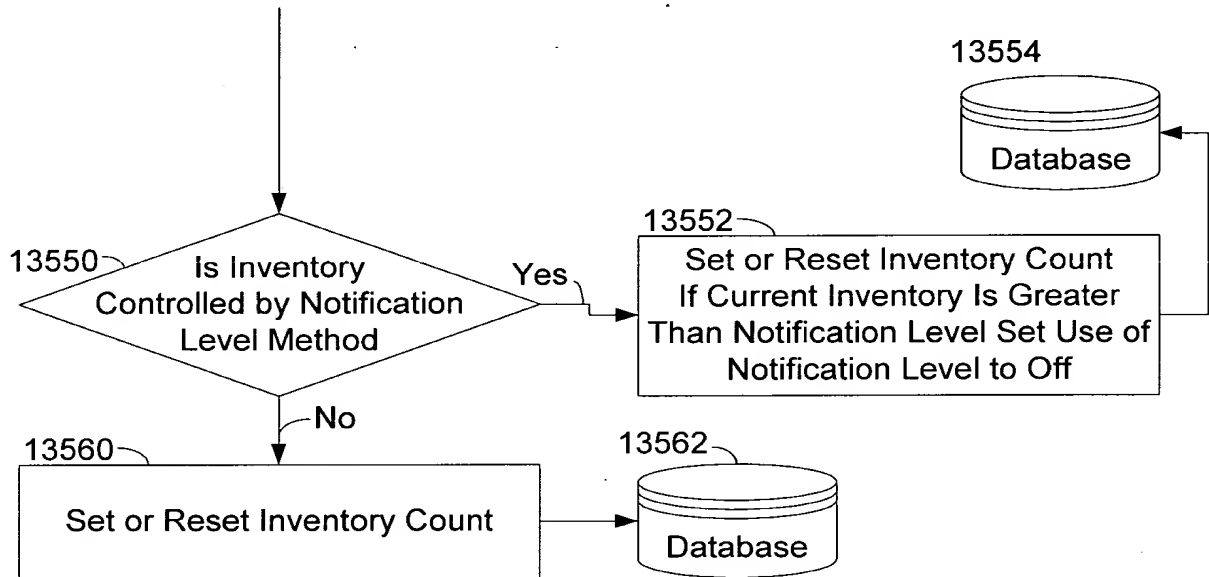 13554
Database
13552
Set or Reset Inventory Count
If Current Inventory Is Greater
Than Notification Level Set Use of
Notification Level to Off
13550
Is Inventory
Controlled by Notification
Level Method
Yes
No
13560
Set or Reset Inventory Count
13562
Database